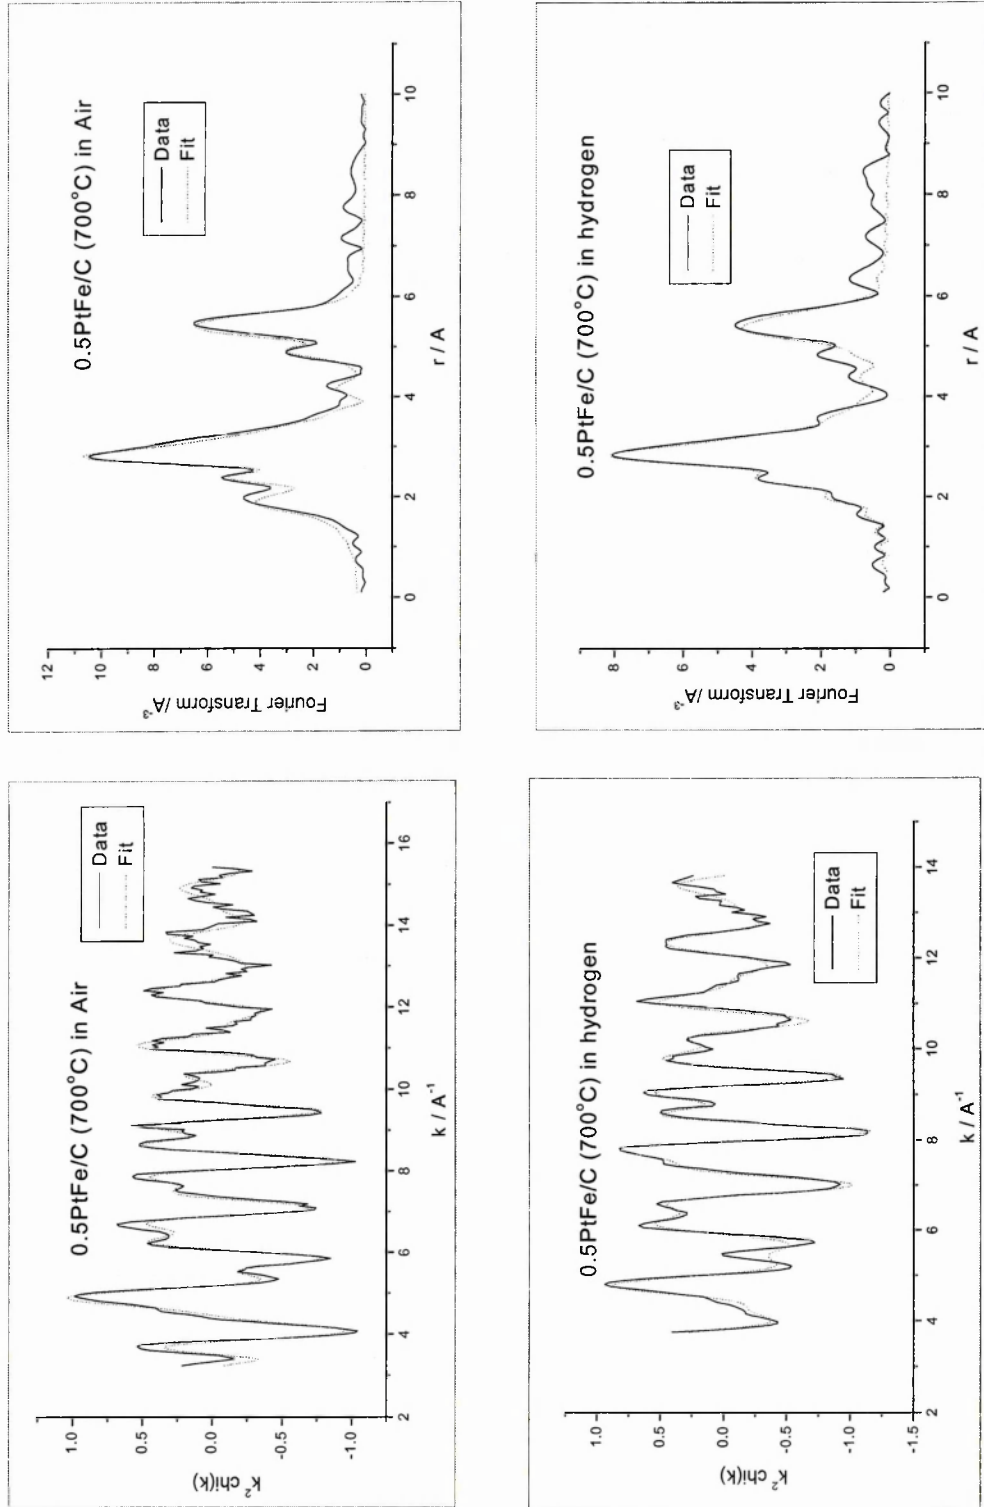 0.5PtFe/C (700°C) in Air
Data
Fit
k² chi(k)
1.0
0.5
0.0
-0.5
-1.0
2
4
6
8
10
12
14
16
k / A⁻¹
0.5PtFe/C (700°C) in Air
Data
Fit
Fourier Transform /A⁻³
12
10
8
6
4
2
0
0
2
4
6
8
10
r / A
0.5PtFe/C (700°C) in hydrogen
Data
Fit
k² chi(k)
1.0
0.5
0.0
-0.5
-1.0
-1.5
2
4
6
8
10
12
14
k / A⁻¹
0.5PtFe/C (700°C) in hydrogen
Data
Fit
Fourier Transform /A⁻³
8
6
4
2
0
0
2
4
6
8
10
r / A